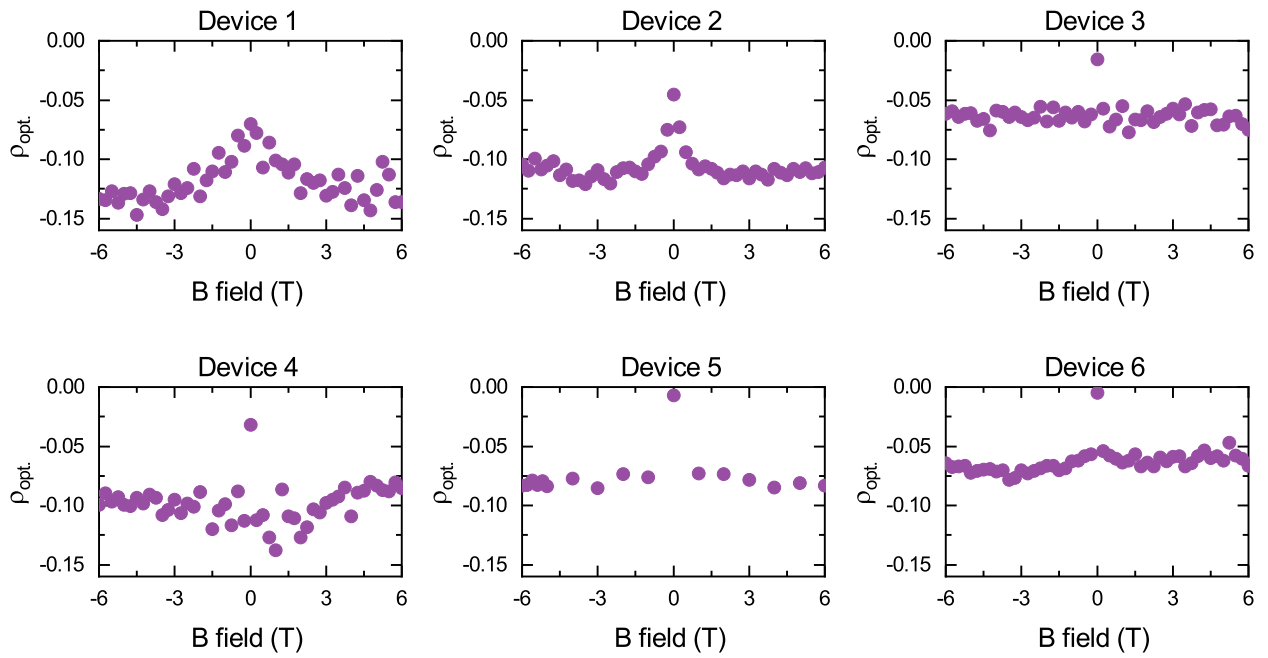 Device 1
0.00
-0.05
-0.10
-0.15
ρopt.
-6 -3 0 3 6
B field (T)
Device 2
0.00
-0.05
-0.10
-0.15
ρopt.
-6 -3 0 3 6
B field (T)
Device 3
0.00
-0.05
-0.10
-0.15
ρopt.
-6 -3 0 3 6
B field (T)
Device 4
0.00
-0.05
-0.10
-0.15
ρopt.
-6 -3 0 3 6
B field (T)
Device 5
0.00
-0.05
-0.10
-0.15
ρopt.
-6 -3 0 3 6
B field (T)
Device 6
0.00
-0.05
-0.10
-0.15
ρopt.
-6 -3 0 3 6
B field (T)